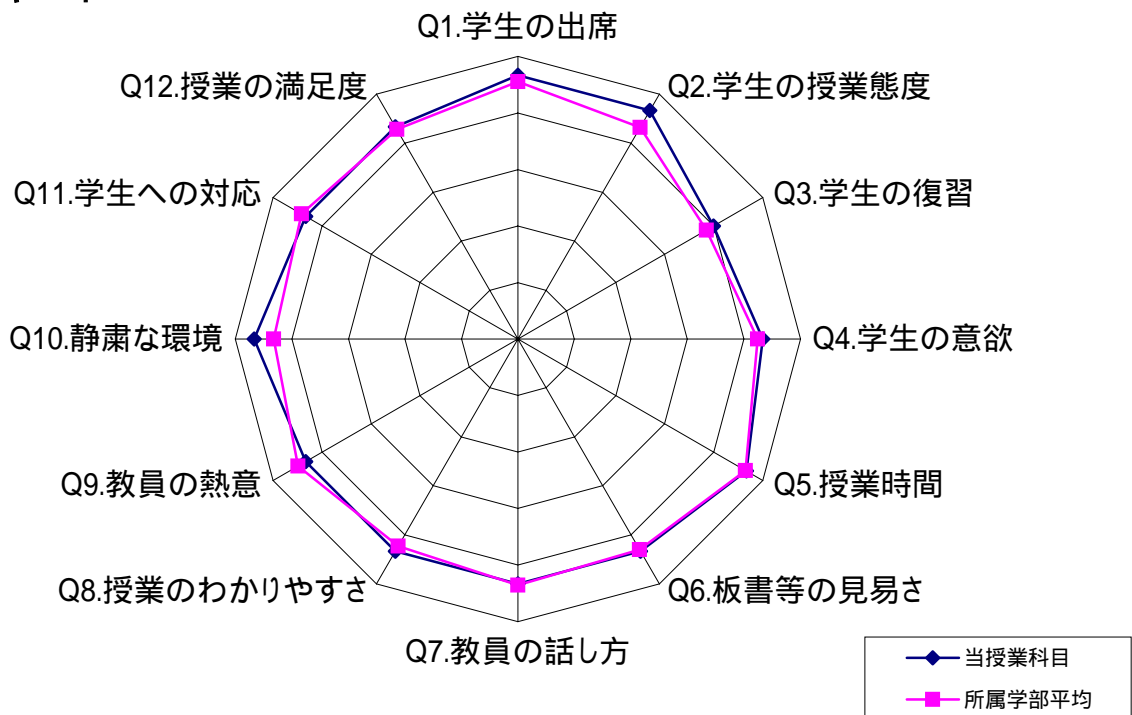 Q1.学生の出席
Q2.学生の授業態度
Q3.学生の復習
Q4.学生の意欲
Q5.授業時間
Q6.板書等の見易さ
Q7.教員の話し方
Q8.授業のわかりやすさ
Q9.教員の熱意
Q10.静粛な環境
Q11.学生への対応
Q12.授業の満足度
当授業科目
所属学部平均